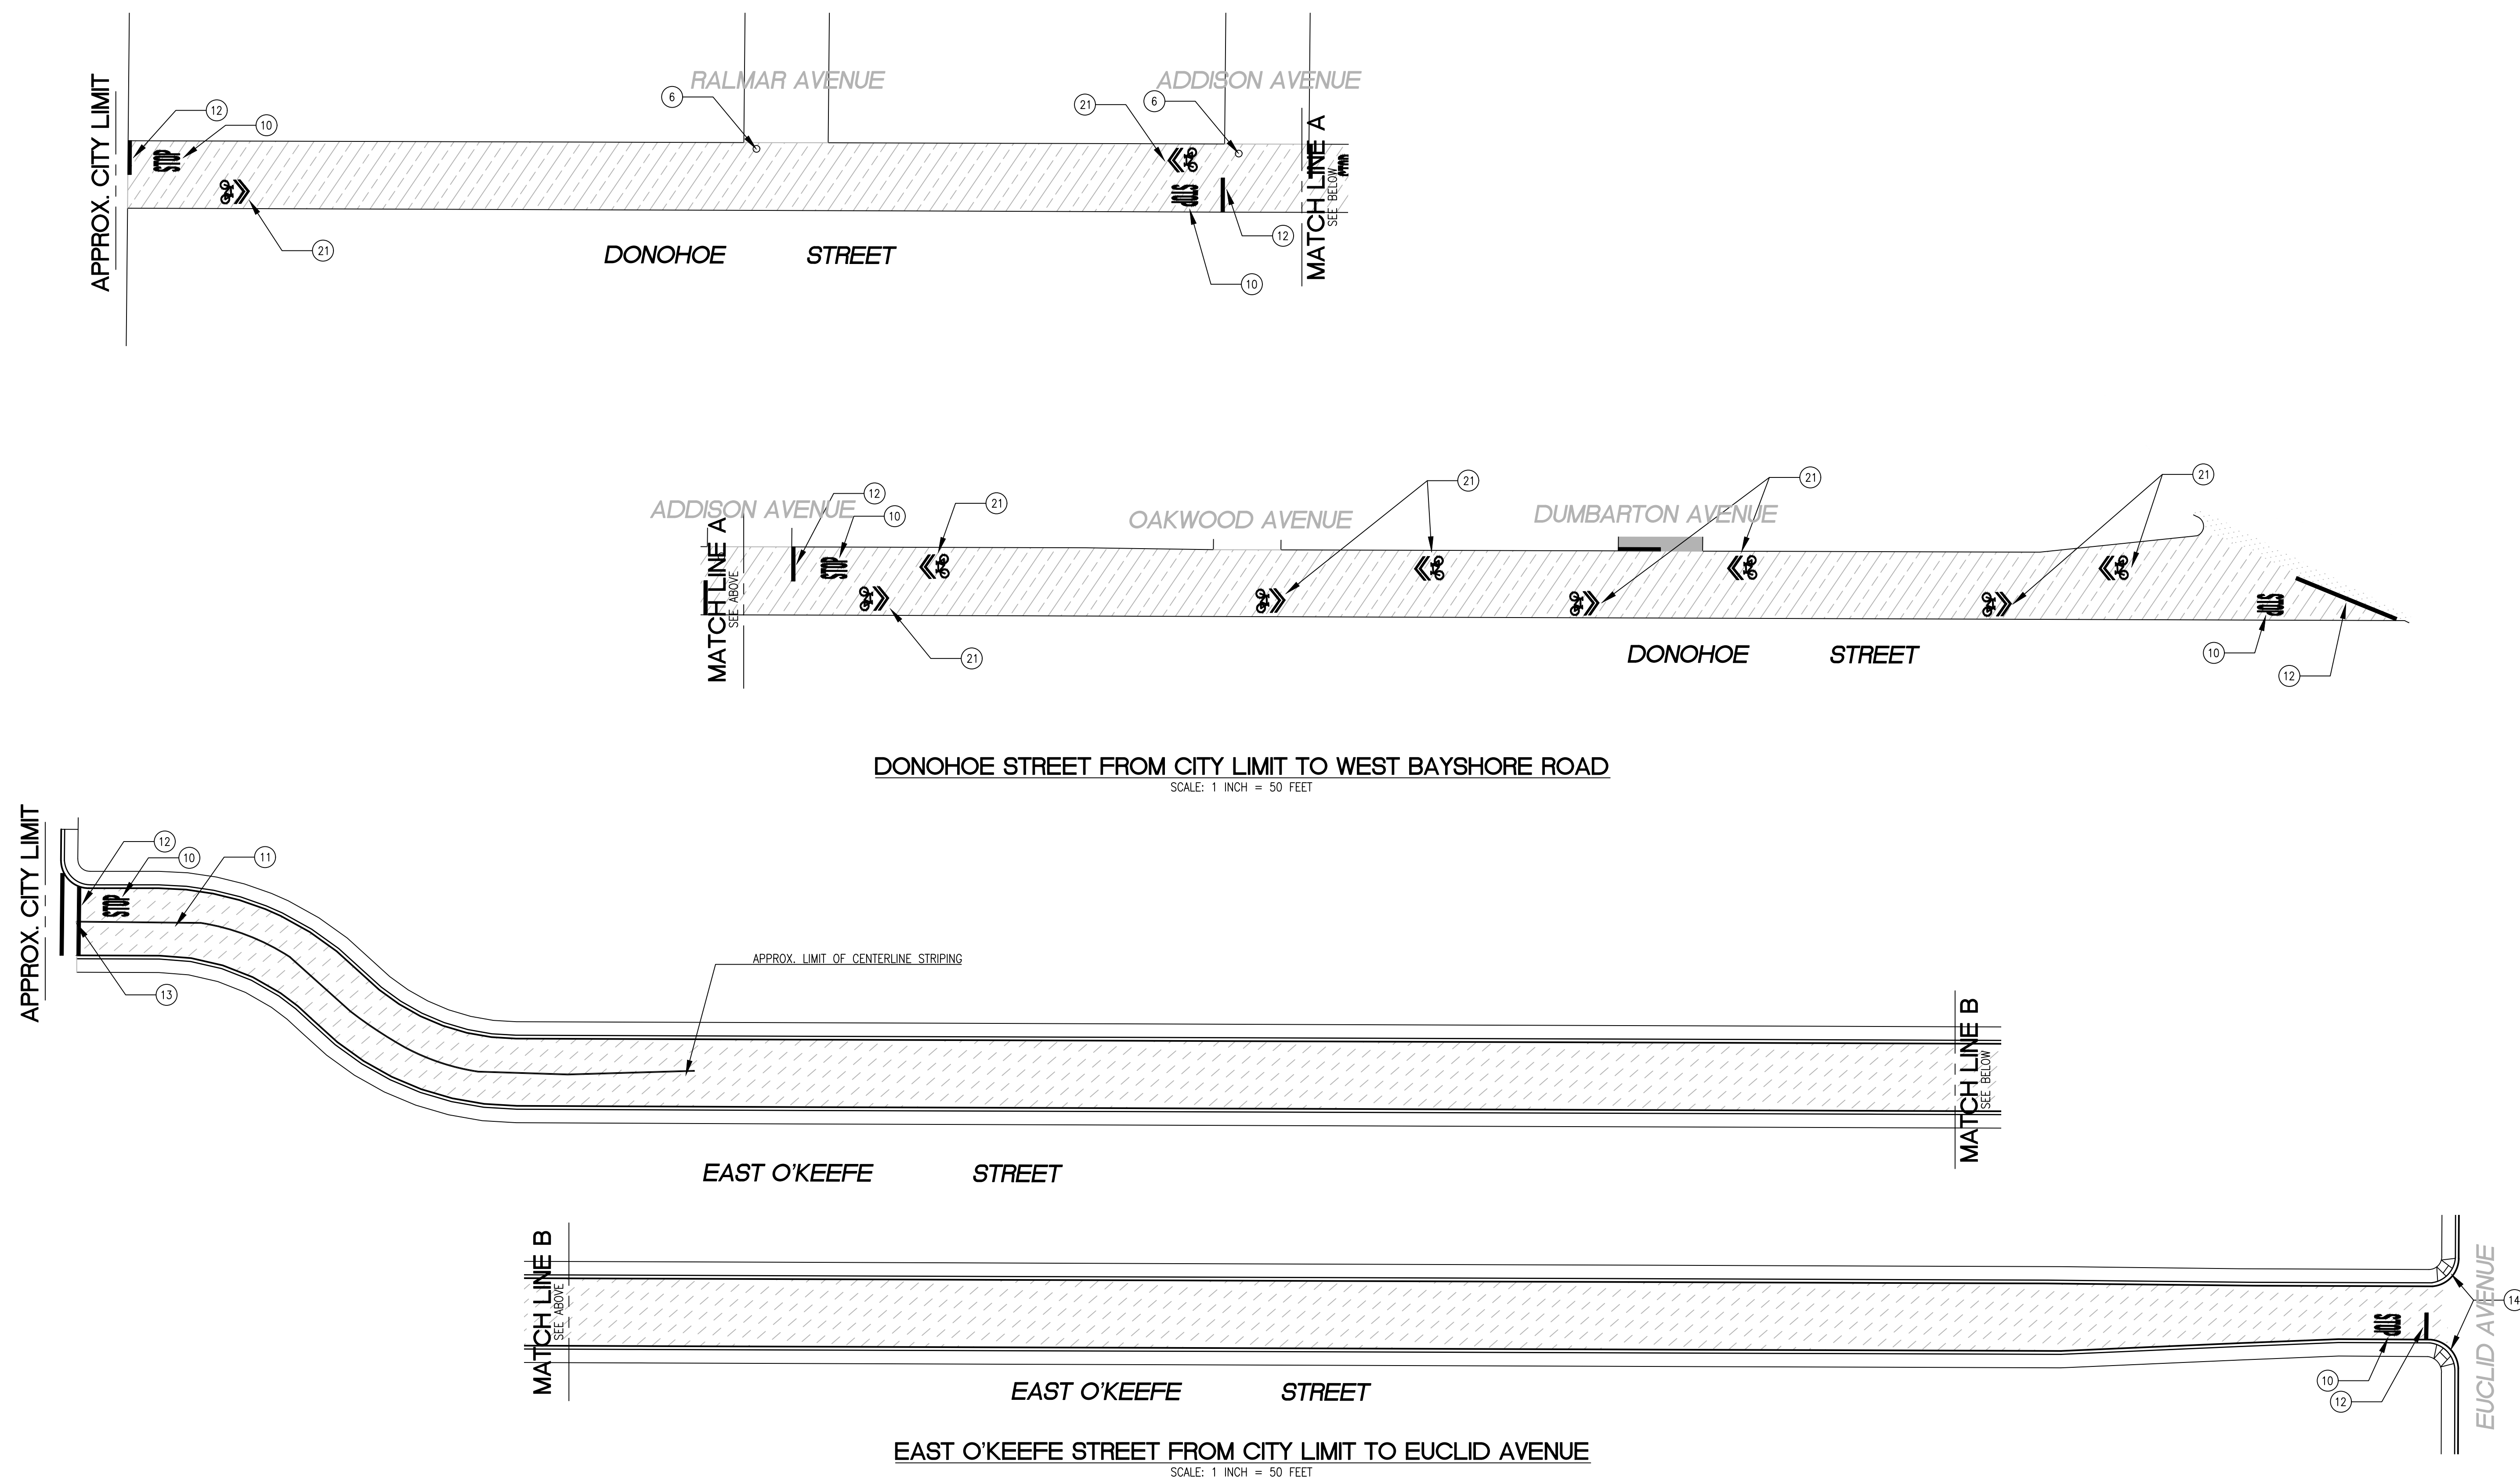 RALMAR AVENUE
ADDISON AVENUE
APPROX. CITY LIMIT
12
10
STOP
6
21
6
21
STOP
12
10
MATCH LINE A
SEE BELOW
DONOHOE STREET
ADDISON AVENUE
OAKWOOD AVENUE
DUMBARTON AVENUE
MATCH LINE A
SEE ABOVE
12
10
21
21
21
21
STOP
21
STOP
10
12
DONOHOE STREET
DONOHOE STREET FROM CITY LIMIT TO WEST BAYSHORE ROAD
SCALE: 1 INCH = 50 FEET
APPROX. CITY LIMIT
12
10
11
STOP
13
APPROX. LIMIT OF CENTERLINE STRIPING
MATCH LINE B
SEE BELOW
EAST O'KEEFE STREET
MATCH LINE B
SEE ABOVE
STOP
14
10
12
EUCLID AVENUE
EAST O'KEEFE STREET
EAST O'KEEFE STREET FROM CITY LIMIT TO EUCLID AVENUE
SCALE: 1 INCH = 50 FEET